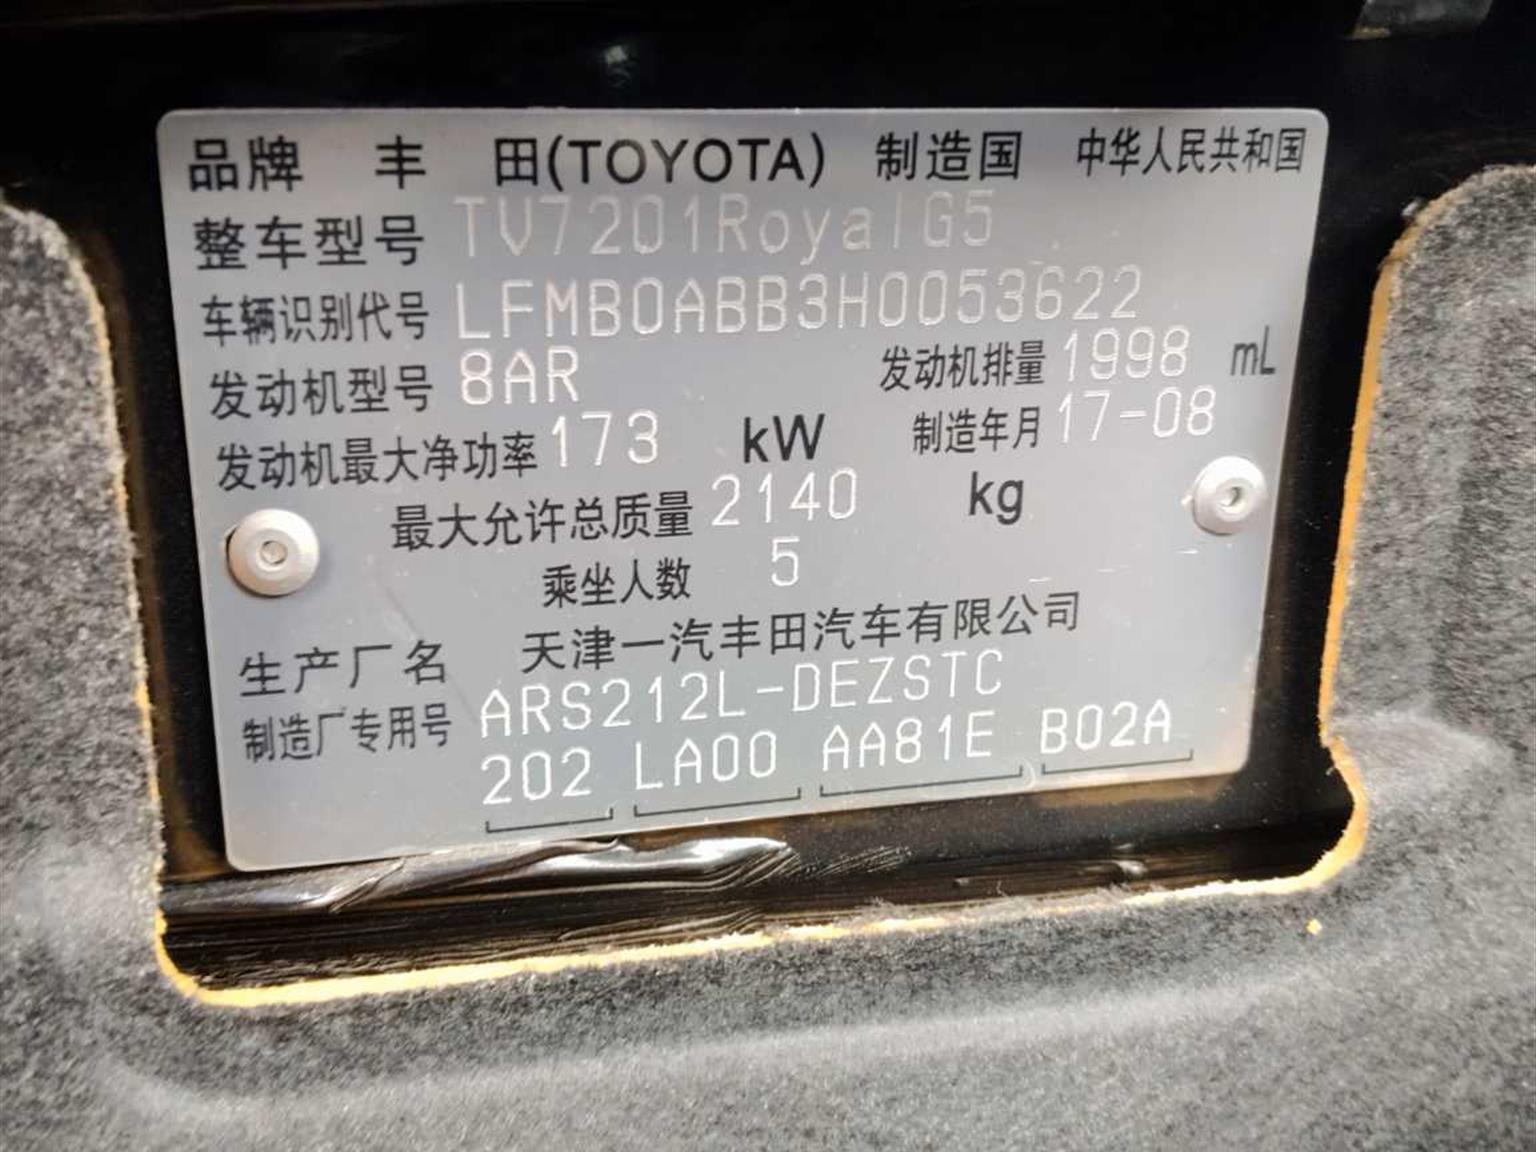 品牌 丰 田(TOYOTA) 制造国 中华人民共和国
整车型号 TV7201RoyalG5
车辆识别代号 LFMB0ABB3H0053622
发动机型号 8AR 发动机排量 1998 mL
发动机最大净功率 173 kW 制造年月 17-08
最大允许总质量 2140 kg
乘坐人数 5
生产厂名 天津一汽丰田汽车有限公司
制造厂专用号 ARS212L-DEZSTC
202 LA00 AA81E B02A